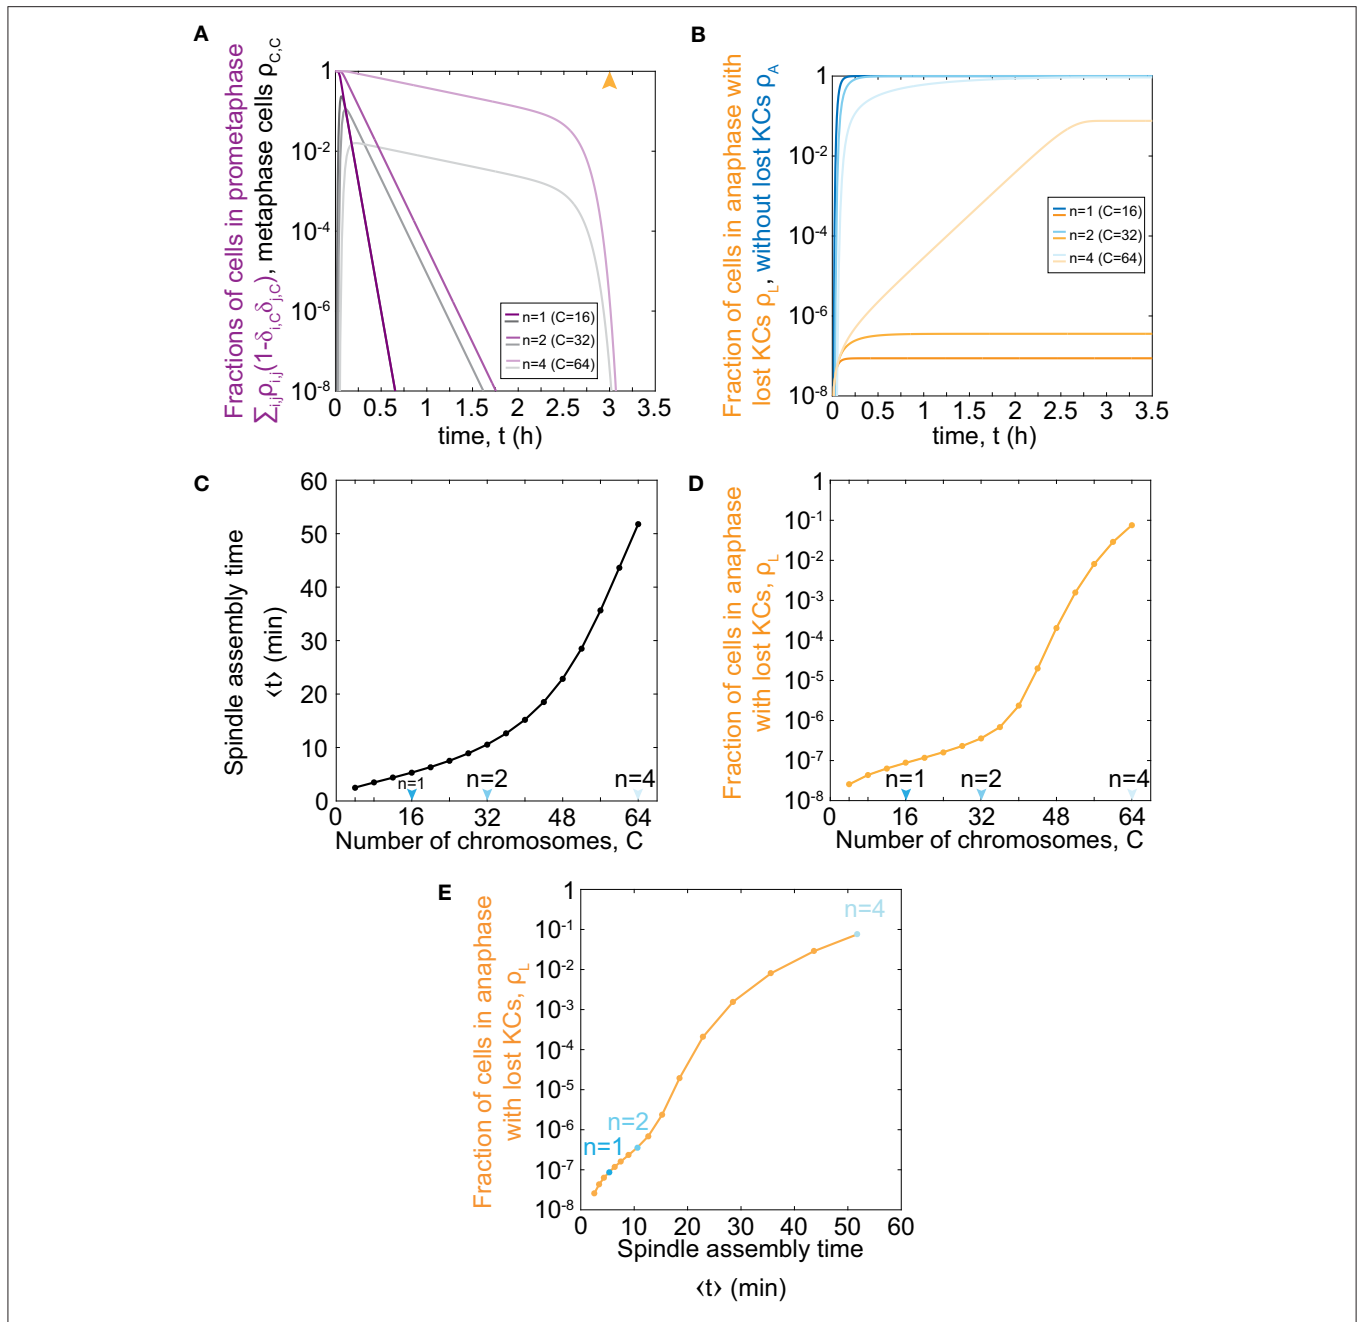 A
Fractions of cells in prometaphase
∑i,jρi,j(1-δi,Cδj,C), metaphase cells ρC,C
1
10-2
10-4
10-6
10-8
n=1 (C=16)
n=2 (C=32)
n=4 (C=64)
0 0.5 1 1.5 2 2.5 3 3.5
time, t (h)
B
Fraction of cells in anaphase with
lost KCs ρL, without lost KCs ρA
1
10-2
10-4
10-6
10-8
n=1 (C=16)
n=2 (C=32)
n=4 (C=64)
0 0.5 1 1.5 2 2.5 3 3.5
time, t (h)
C
Spindle assembly time
⟨t⟩ (min)
60
50
40
30
20
10
0
n=1
n=2
n=4
0 16 32 48 64
Number of chromosomes, C
D
Fraction of cells in anaphase
with lost KCs, ρL
1
10-1
10-2
10-3
10-4
10-5
10-6
10-7
10-8
n=1
n=2
n=4
0 16 32 48 64
Number of chromosomes, C
E
Fraction of cells in anaphase
with lost KCs, ρL
1
10-1
10-2
10-3
10-4
10-5
10-6
10-7
10-8
n=4
n=2
n=1
0 10 20 30 40 50 60
Spindle assembly time
⟨t⟩ (min)